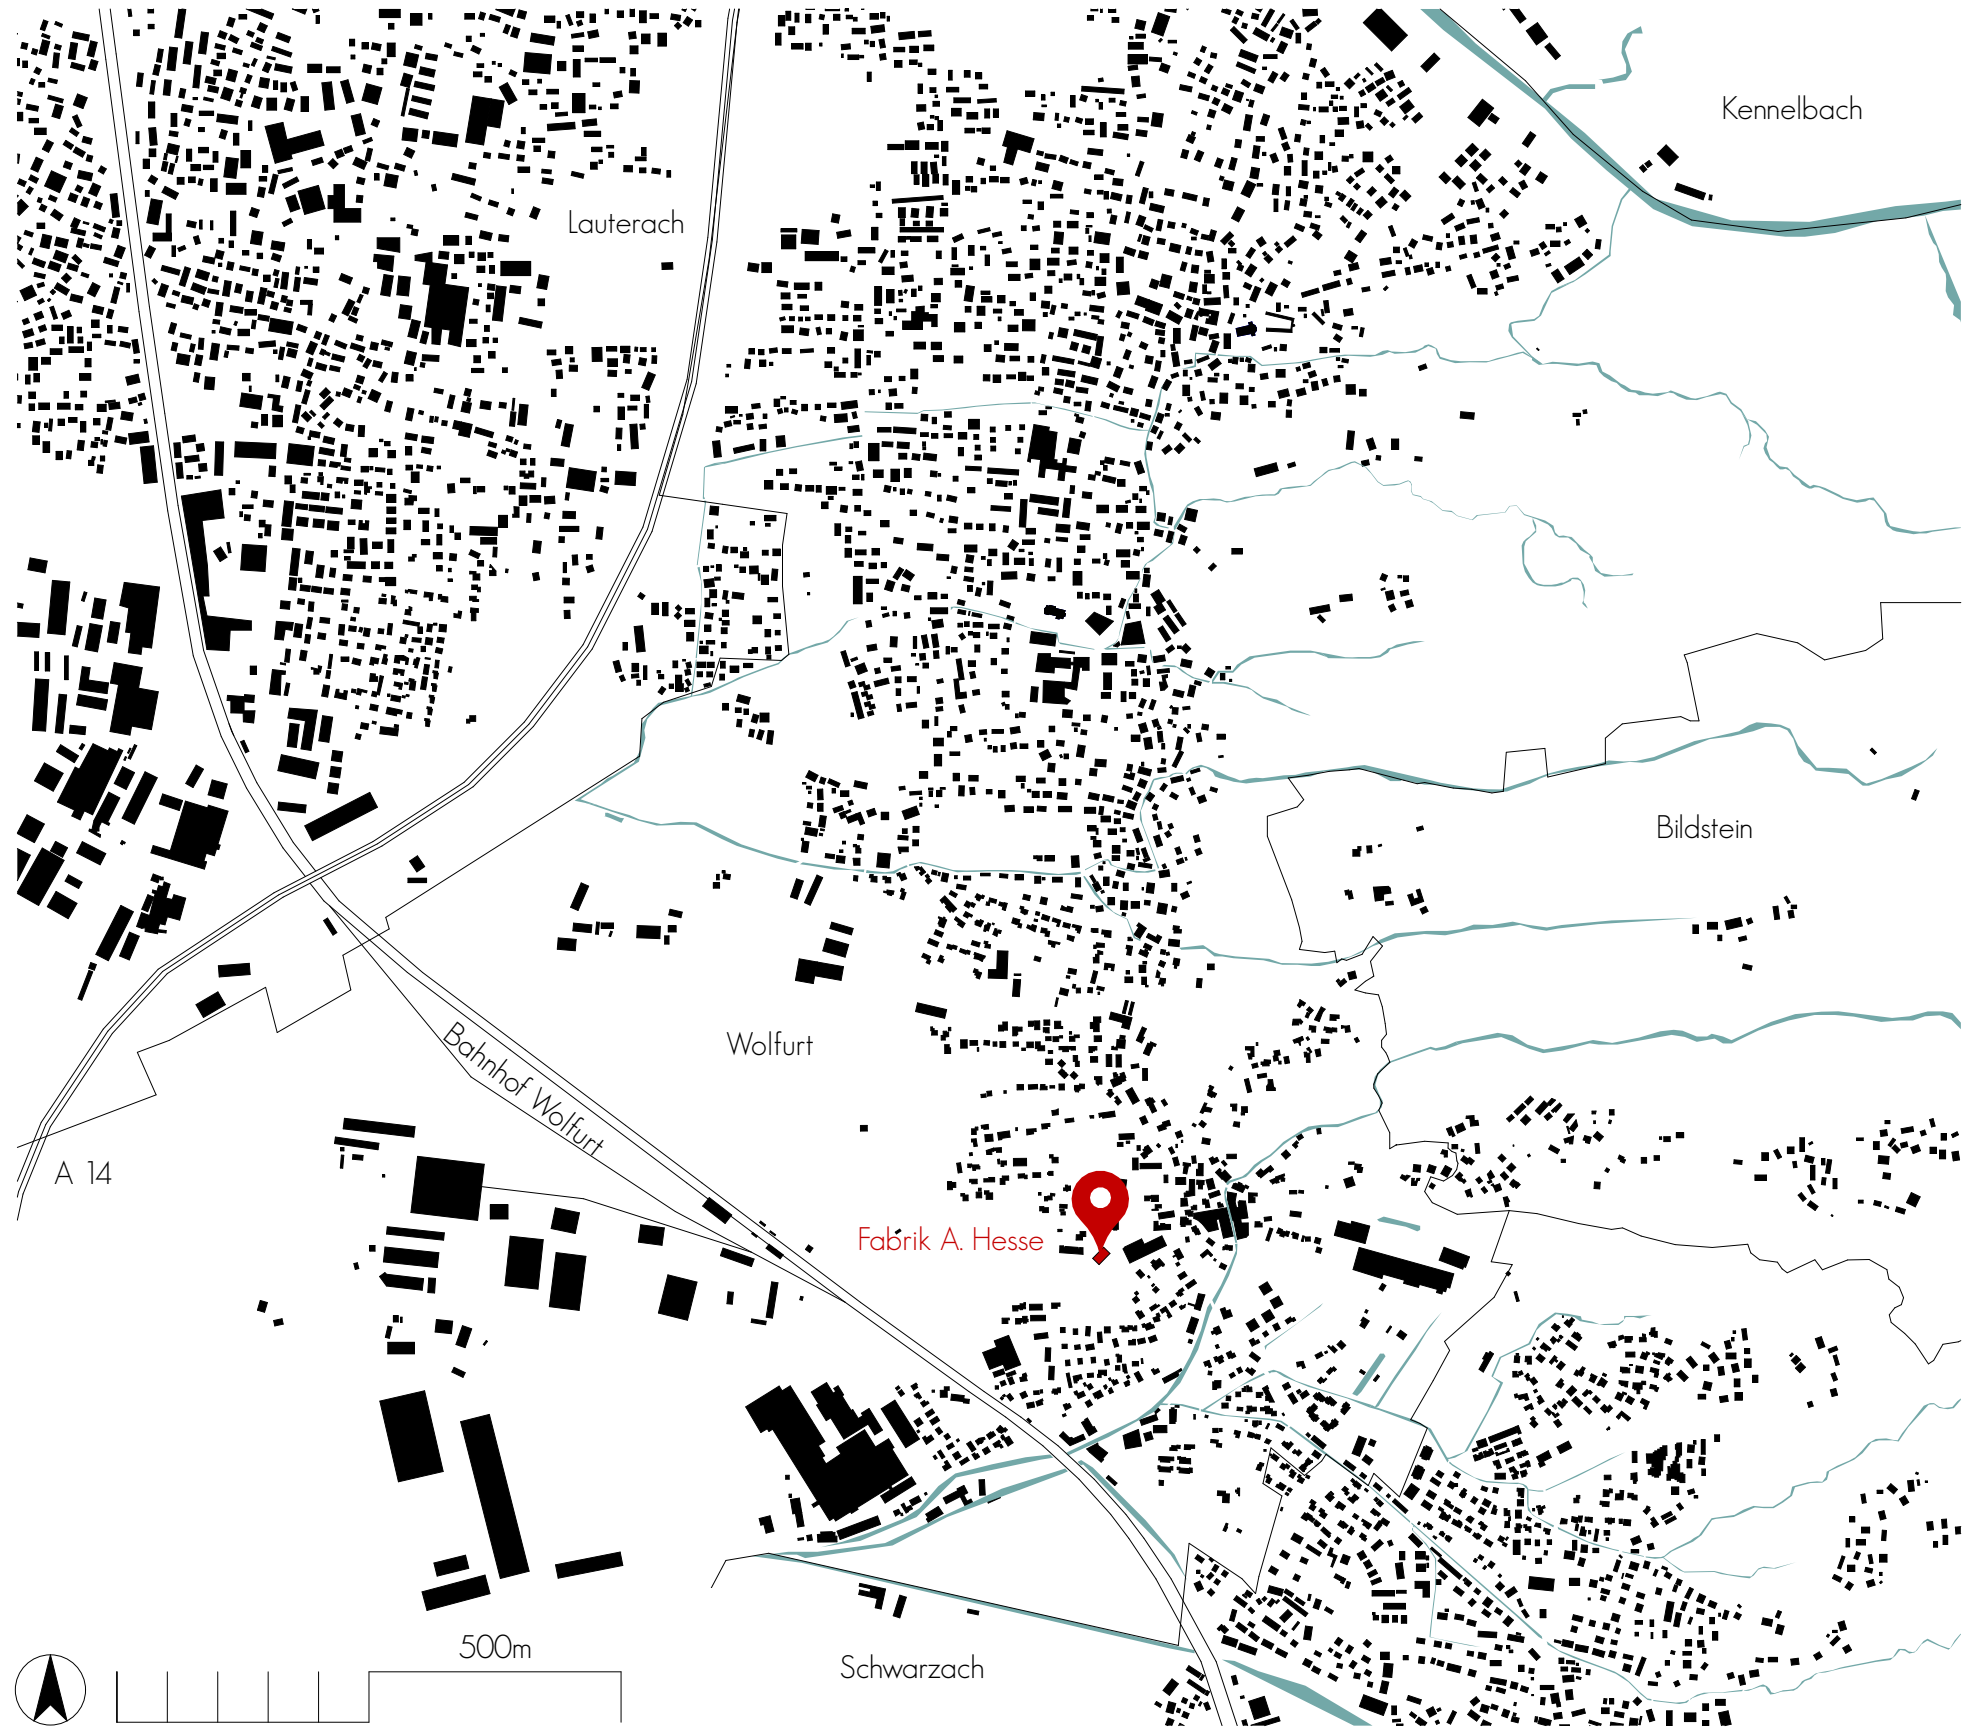 Kennelbach
Lauterach
Bildstein
Wolfurt
Bahnhof Wolfurt
A 14
Fabrik A. Hesse
500m
Schwarzach